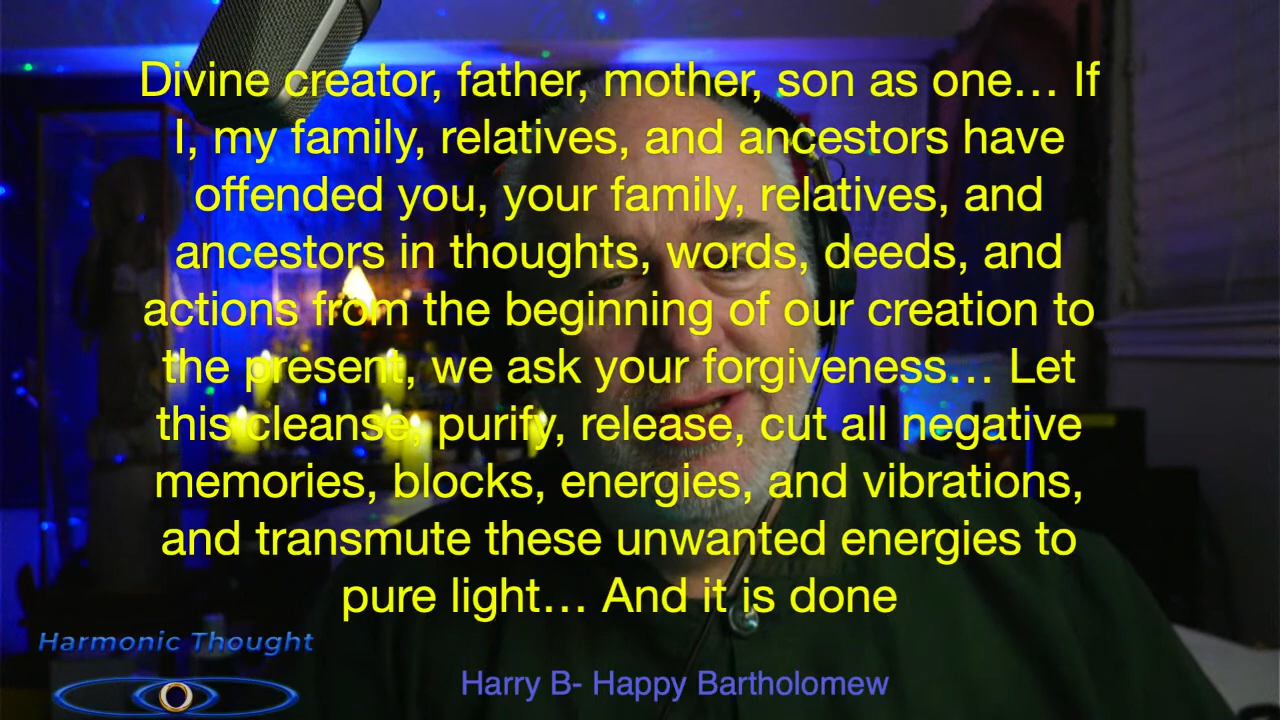 Divine creator, father, mother, son as one… If
I, my family, relatives, and ancestors have
offended you, your family, relatives, and
ancestors in thoughts, words, deeds, and
actions from the beginning of our creation to
the present, we ask your forgiveness… Let
this cleanse, purify, release, cut all negative
memories, blocks, energies, and vibrations,
and transmute these unwanted energies to
pure light… And it is done
Harmonic Thought
Harry B- Happy Bartholomew